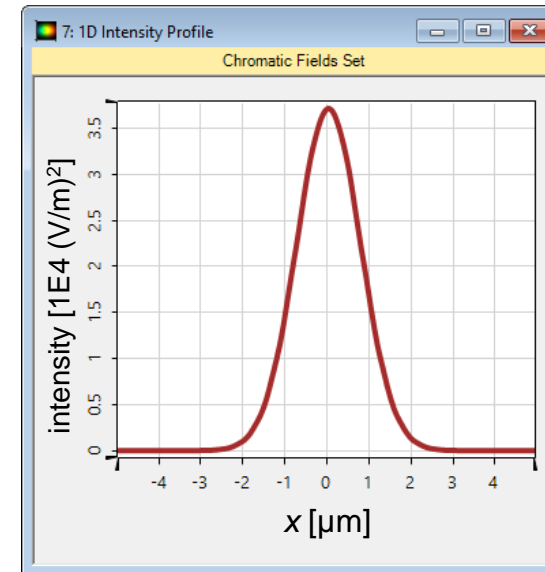 7: 1D Intensity Profile
Chromatic Fields Set
intensity [1E4 (V/m)²]
3.5
3
2.5
2
1.5
1
0.5
0
-4 -3 -2 -1 0 1 2 3 4
x [µm]